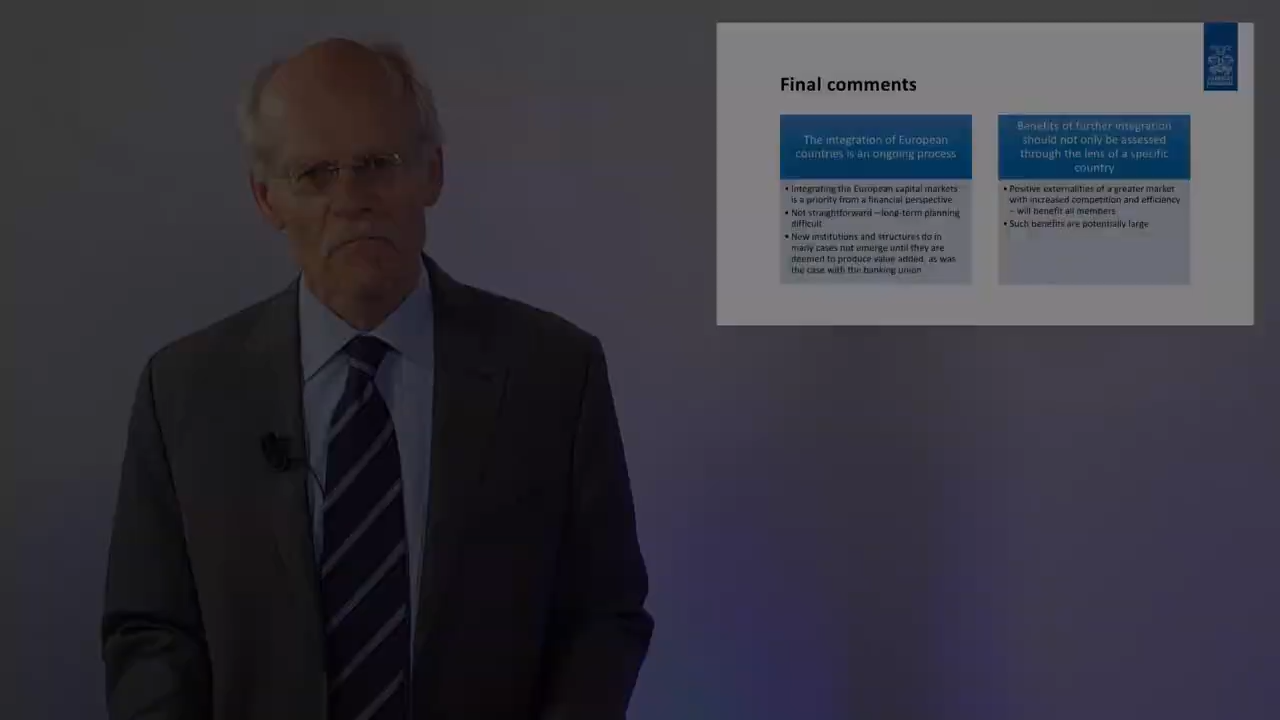 Final comments
The integration of European
countries is an ongoing process
• Integrating the European capital markets
is a priority from a financial perspective
• Not straightforward – long-term planning
difficult
• New institutions and structures do in
many cases not emerge until they are
deemed to produce value added, as was
the case with the banking union
Benefits of further integration
should not only be assessed
through the lens of a specific
country
• Positive externalities of a greater market
with increased competition and efficiency
– will benefit all members
• Such benefits are potentially large